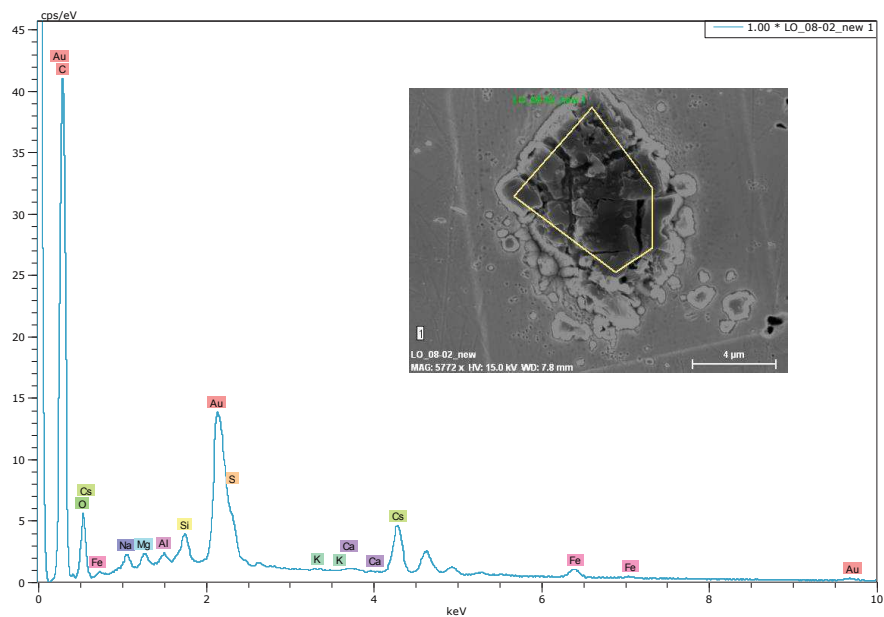 cps/eV
1.00 * LO_08-02_new 1
45
40
35
30
25
20
15
10
5
0
Au
C
Cs
O
Fe
Na
Mg
Al
Si
Au
S
K
K
Ca
Ca
Cs
Fe
Fe
Au
1
LO_08-02_new
MAG: 5772 x HV: 15.0 kV WD: 7.8 mm
4 µm
0 2 4 6 8 10
keV